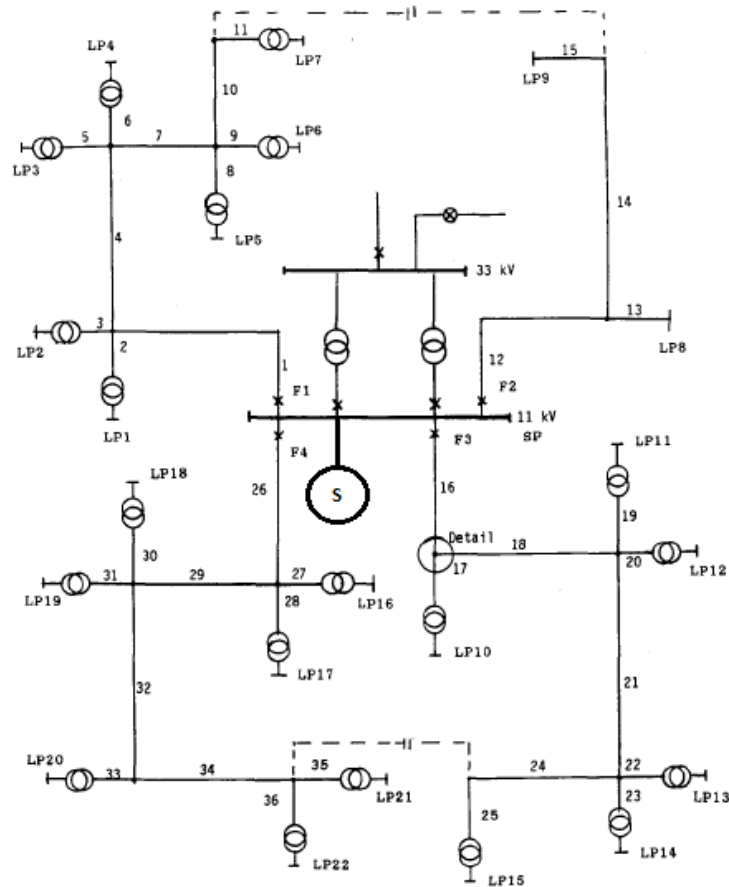 11
LP4
LP7
15
LP9
10
6
5
7
9
LP6
LP3
8
14
LP5
4
33 kV
13
3
LP2
2
LP8
1
12
F1
F2
LP1
11 kV
F4
F3
SP
LP18
LP11
S
26
16
19
Detail
30
18
20
17
LP12
31
29
27
LP19
28
LP16
LP10
LP17
32
21
LP20
24
22
33
34
35
LP21
LP13
36
25
23
LP22
LP14
LP15